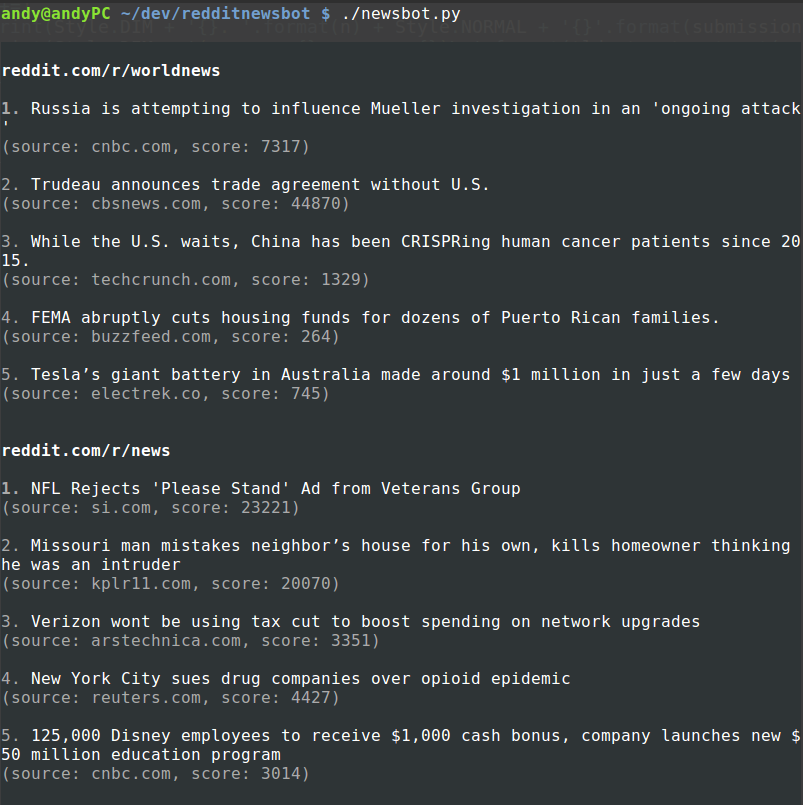 andy@andyPC ~/dev/redditnewsbot $ ./newsbot.py
rint(Style.DIM + '{}. '.format(n) + Style.NORMAL + '{}'.format(submission
reddit.com/r/worldnews
1. Russia is attempting to influence Mueller investigation in an 'ongoing attack
'
(source: cnbc.com, score: 7317)
2. Trudeau announces trade agreement without U.S.
(source: cbsnews.com, score: 44870)
3. While the U.S. waits, China has been CRISPRing human cancer patients since 20
15.
(source: techcrunch.com, score: 1329)
4. FEMA abruptly cuts housing funds for dozens of Puerto Rican families.
(source: buzzfeed.com, score: 264)
5. Tesla’s giant battery in Australia made around $1 million in just a few days
(source: electrek.co, score: 745)
reddit.com/r/news
1. NFL Rejects 'Please Stand' Ad from Veterans Group
(source: si.com, score: 23221)
2. Missouri man mistakes neighbor’s house for his own, kills homeowner thinking
he was an intruder
(source: kplr11.com, score: 20070)
3. Verizon wont be using tax cut to boost spending on network upgrades
(source: arstechnica.com, score: 3351)
4. New York City sues drug companies over opioid epidemic
(source: reuters.com, score: 4427)
5. 125,000 Disney employees to receive $1,000 cash bonus, company launches new $
50 million education program
(source: cnbc.com, score: 3014)